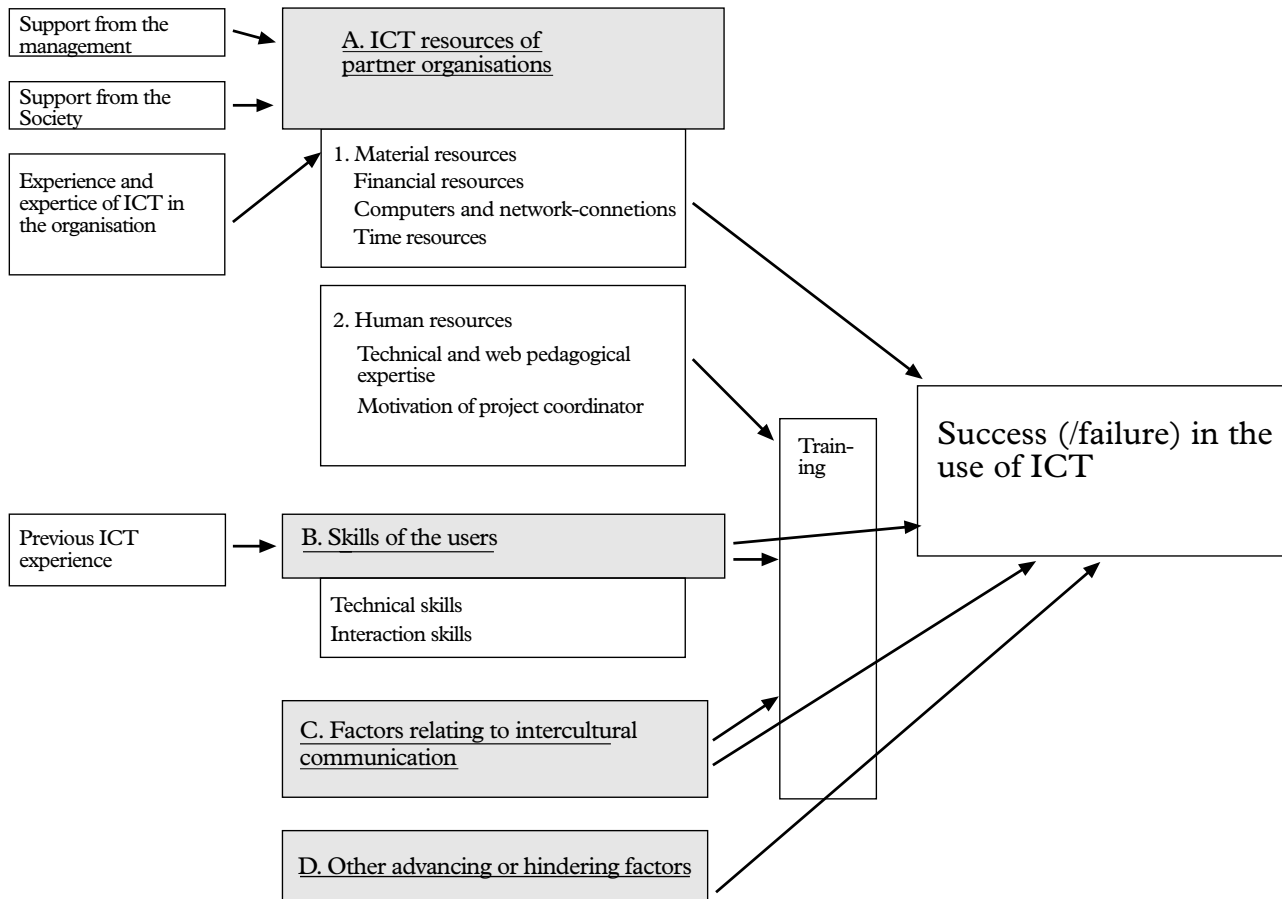 Support from the
management
Support from the
Society
Experience and
expertice of ICT in
the organisation
A. ICT resources of
partner organisations
1. Material resources
Financial resources
Computers and network-connetions
Time resources
2. Human resources
Technical and web pedagogical
expertise
Motivation of project coordinator
Train-
ing
Success (/failure) in the
use of ICT
Previous ICT
experience
B. Skills of the users
Technical skills
Interaction skills
C. Factors relating to intercultural
communication
D. Other advancing or hindering factors